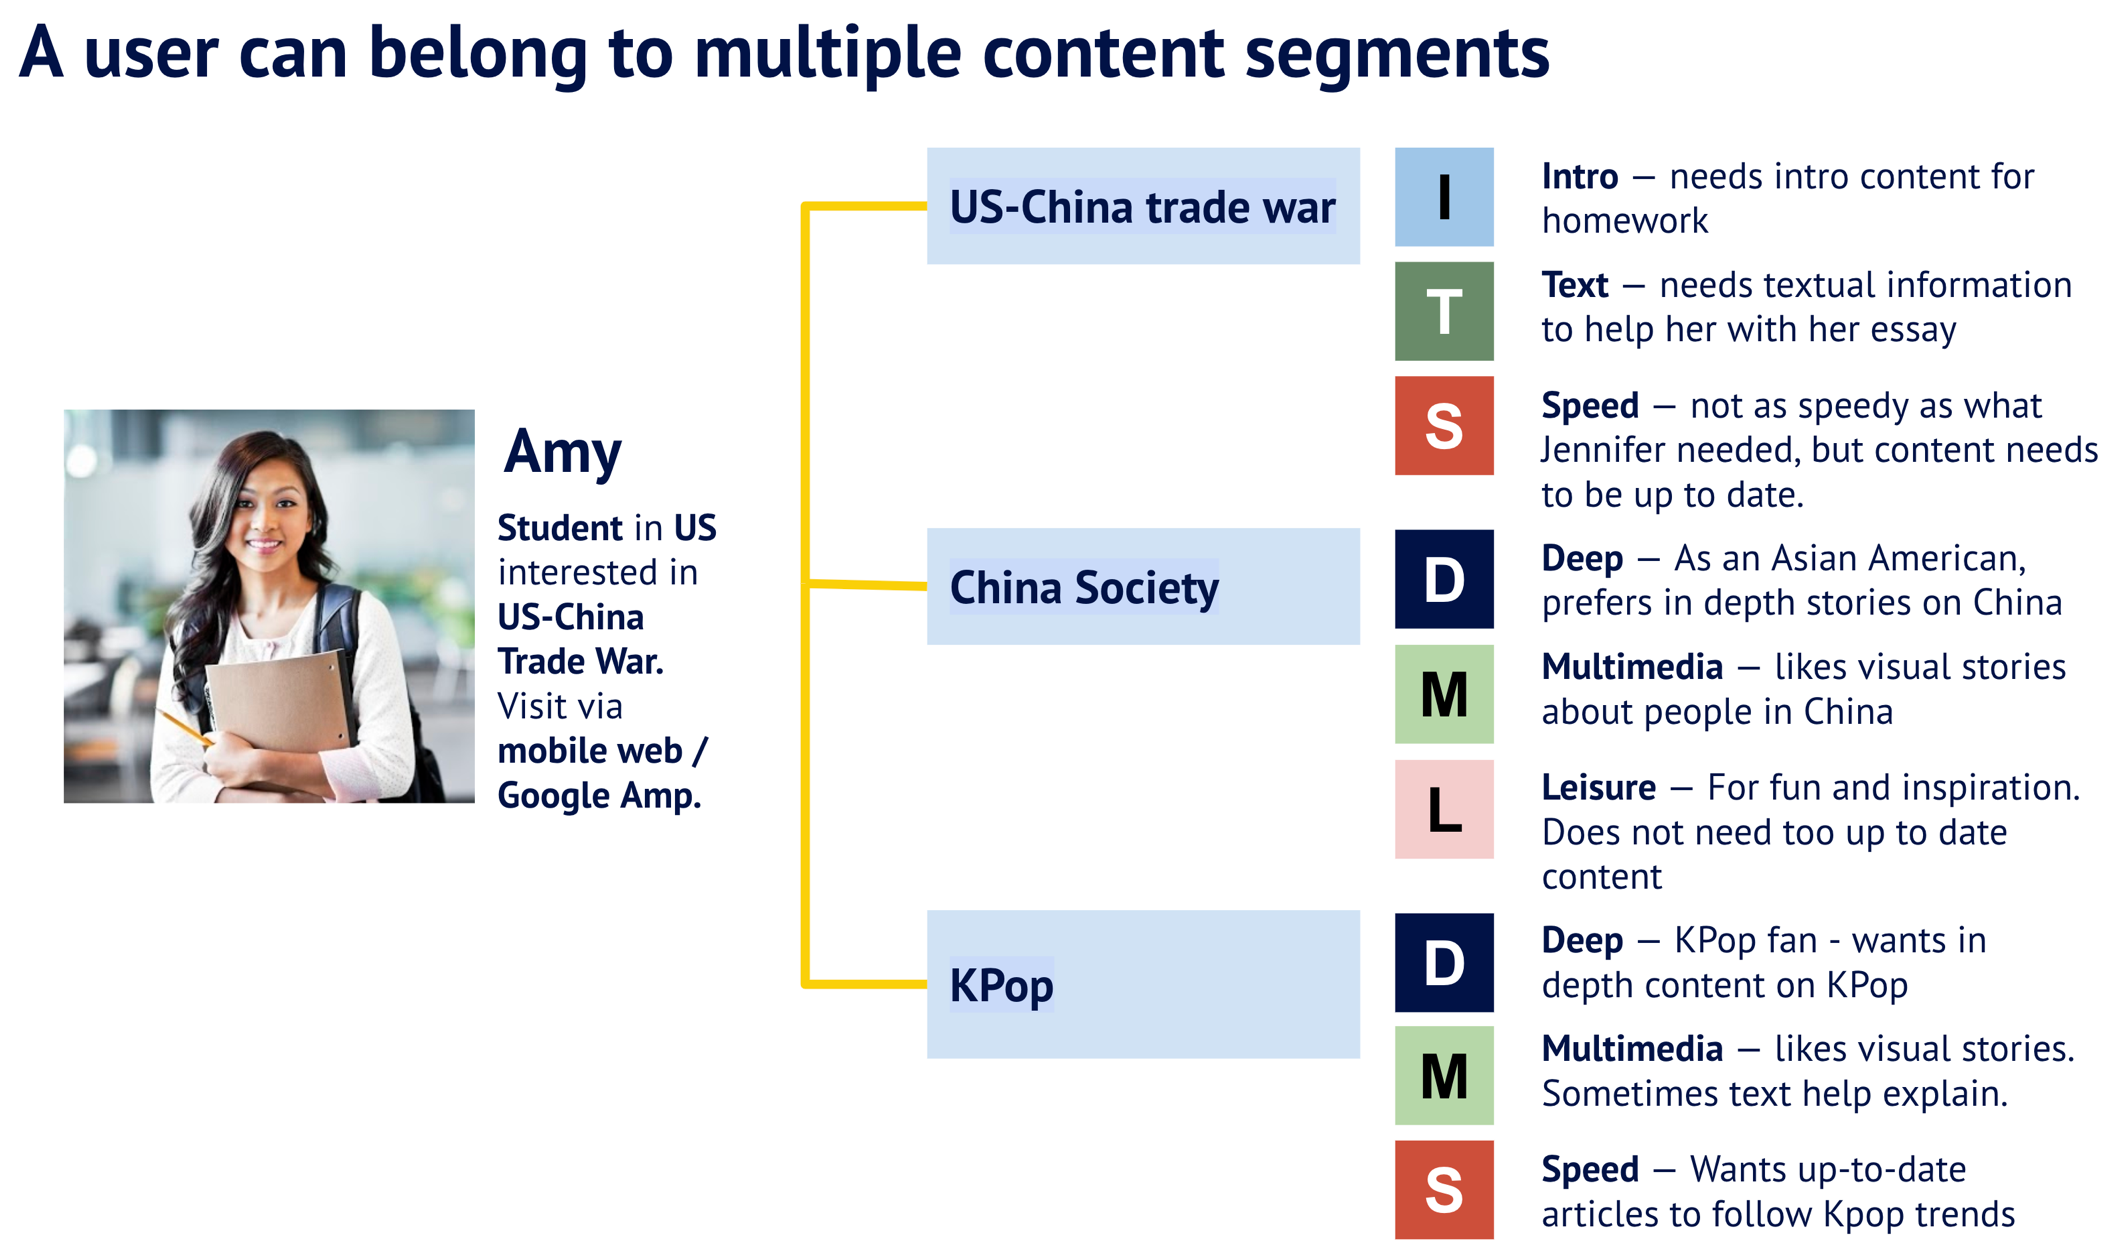 A user can belong to multiple content segments
Amy
Student in US
interested in
US-China
Trade War.
Visit via
mobile web /
Google Amp.
US-China trade war
I
Intro — needs intro content for
homework
T
Text — needs textual information
to help her with her essay
S
Speed — not as speedy as what
Jennifer needed, but content needs
to be up to date.
China Society
D
Deep — As an Asian American,
prefers in depth stories on China
M
Multimedia — likes visual stories
about people in China
L
Leisure — For fun and inspiration.
Does not need too up to date
content
KPop
D
Deep — KPop fan - wants in
depth content on KPop
M
Multimedia — likes visual stories.
Sometimes text help explain.
S
Speed — Wants up-to-date
articles to follow Kpop trends